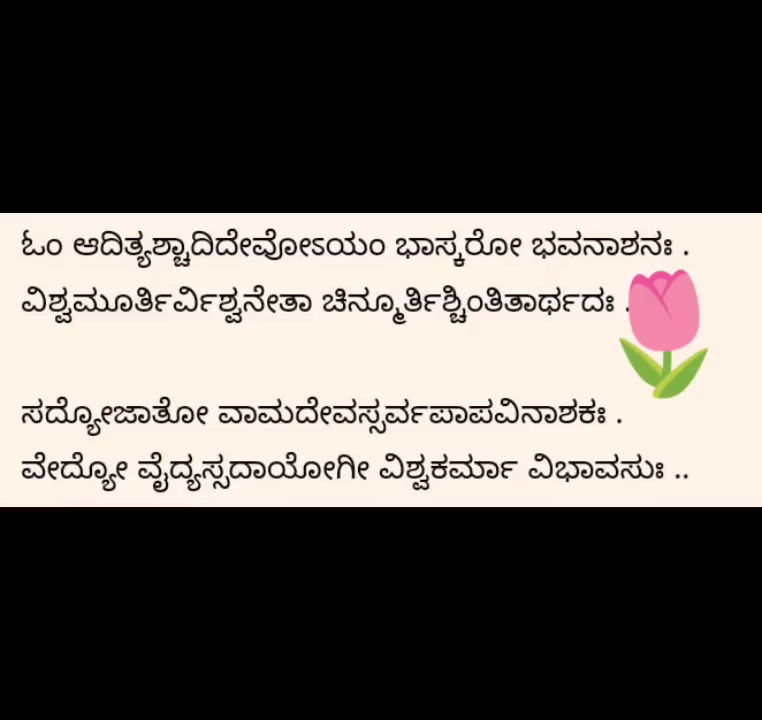 ಓಂ ಆದಿತ್ಯಶ್ಚಾದಿದೇವೋಽಯಂ ಭಾಸ್ಕರೋ ಭವನಾಶನಃ .
ವಿಶ್ವಮೂರ್ತಿರ್ವಿಶ್ವನೇತಾ ಚಿನ್ಮೂರ್ತಿಶ್ಚಿಂತಿತಾರ್ಥದಃ .
ಸದ್ಯೋಜಾತೋ ವಾಮದೇವಸ್ಸರ್ವಪಾಪವಿನಾಶಕಃ .
ವೇದ್ಯೋ ವೈದ್ಯಸ್ಸದಾಯೋಗೀ ವಿಶ್ವಕರ್ಮಾ ವಿಭಾವಸುಃ ..